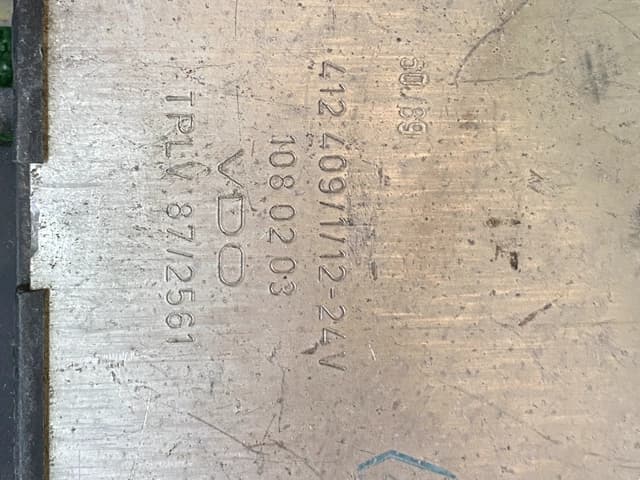 30./89
412 409/1/12-24V
108 02 03
VDO
TPLV 87/2561